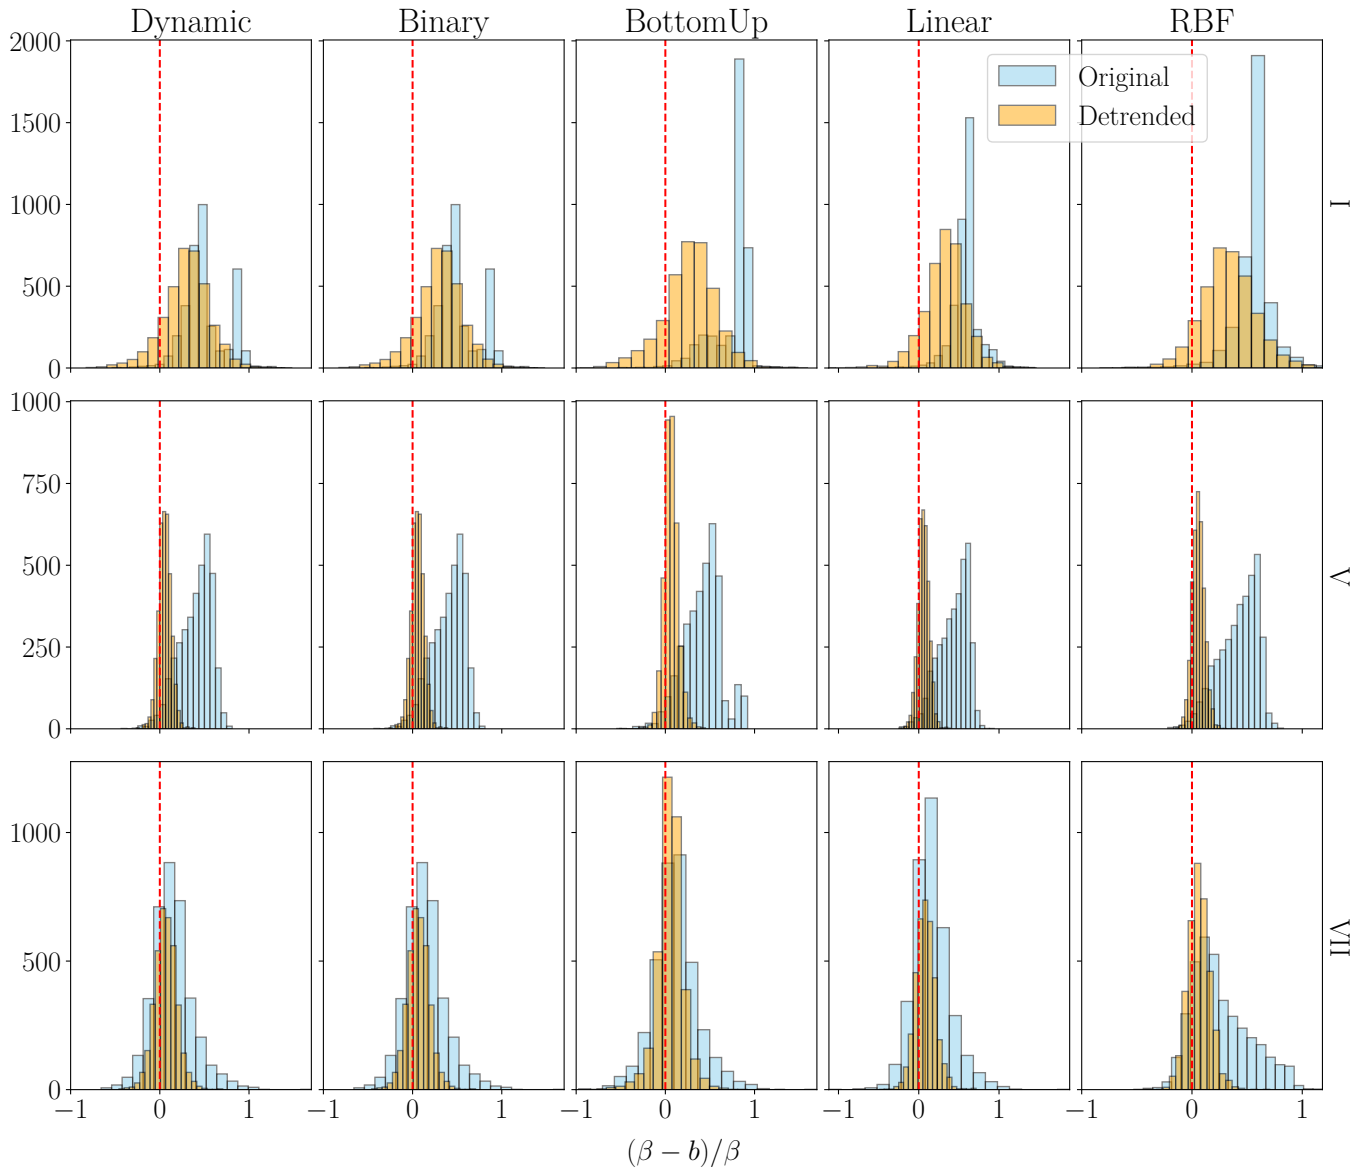 Dynamic Binary BottomUp Linear RBF
2000
1500
1000
500
0
Original
Detrended
I
1000
750
500
250
0
V
1000
500
0
VII
−1 0 1 −1 0 1 −1 0 1 −1 0 1 −1 0 1
(β − b)/β